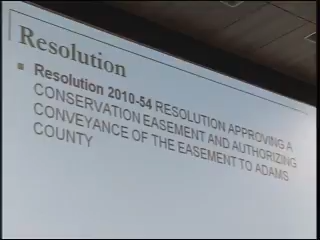 Resolution
Resolution 2010-54 RESOLUTION APPROVING A
CONSERVATION EASEMENT AND AUTHORIZING
CONVEYANCE OF THE EASEMENT TO ADAMS
COUNTY